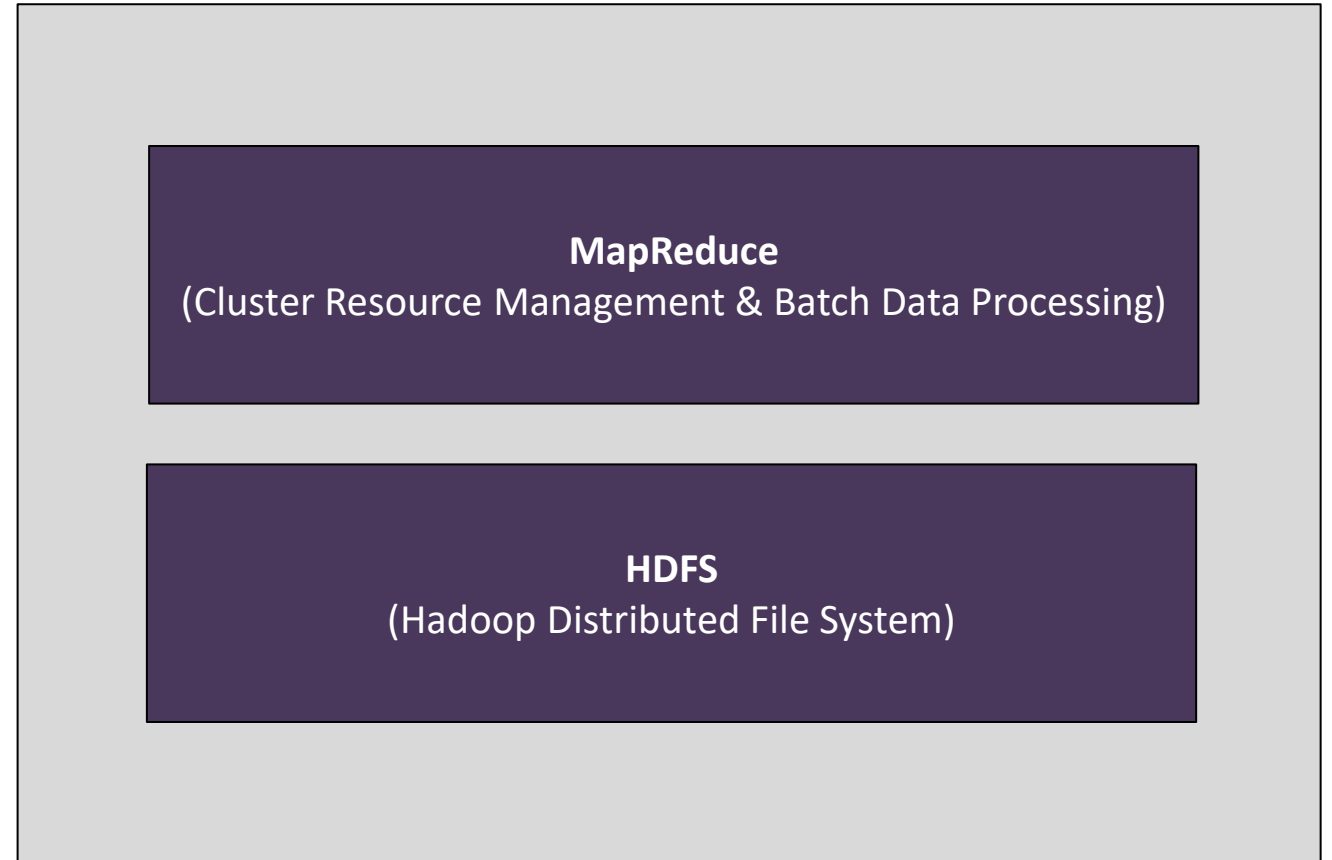 MapReduce
(Cluster Resource Management & Batch Data Processing)
HDFS
(Hadoop Distributed File System)